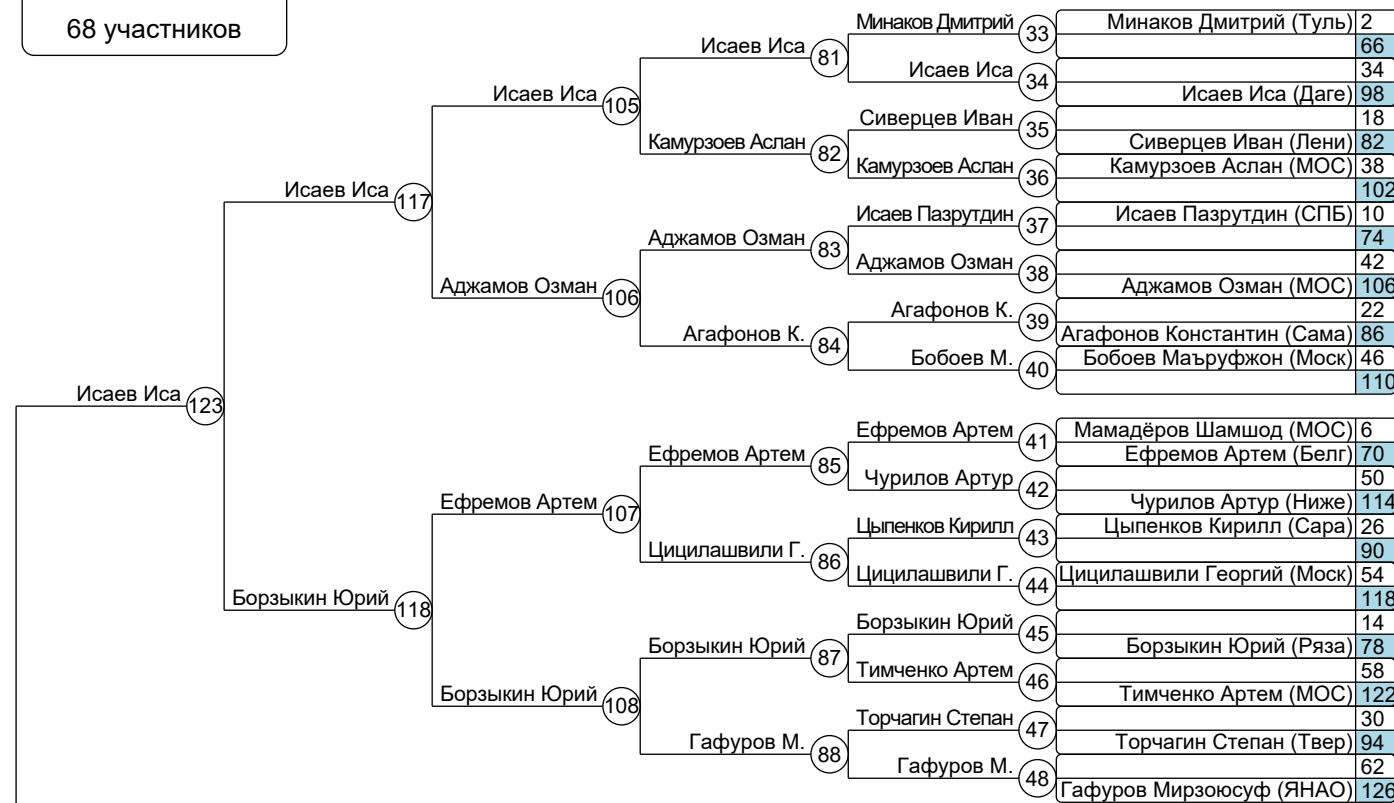 68 участников
Минаков Дмитрий 33 Минаков Дмитрий (Туль) 2
Исаев Иса 81 66
Исаев Иса 34 34
Исаев Иса 105 Исаев Иса (Даге) 98
Сиверцев Иван 35 18
Камурзоев Аслан 82 Сиверцев Иван (Лени) 82
Камурзоев Аслан 36 Камурзоев Аслан (МОС) 38
Исаев Иса 117 102
Исаев Пазрутдин 37 Исаев Пазрутдин (СПБ) 10
Аджамов Озман 83 74
Аджамов Озман 38 42
Аджамов Озман 106 Аджамов Озман (МОС) 106
Агафонов К. 39 22
Агафонов К. 84 Агафонов Константин (Сама) 86
Бобоев М. 40 Бобоев Маъруфжон (Моск) 46
110
Исаев Иса 123
Ефремов Артем 41 Мамадёров Шамшод (МОС) 6
Ефремов Артем 85 Ефремов Артем (Белг) 70
Чурилов Артур 42 50
Ефремов Артем 107 Чурилов Артур (Ниже) 114
Цыпенков Кирилл 43 Цыпенков Кирилл (Сара) 26
Цицилашвили Г. 86 90
Цицилашвили Г. 44 Цицилашвили Георгий (Моск) 54
Борзыкин Юрий 118 118
Борзыкин Юрий 45 14
Борзыкин Юрий 87 Борзыкин Юрий (Ряза) 78
Тимченко Артем 46 58
Борзыкин Юрий 108 Тимченко Артем (МОС) 122
Торчагин Степан 47 30
Гафуров М. 88 Торчагин Степан (Твер) 94
Гафуров М. 48 62
Гафуров Мирзоюсуф (ЯНАО) 126